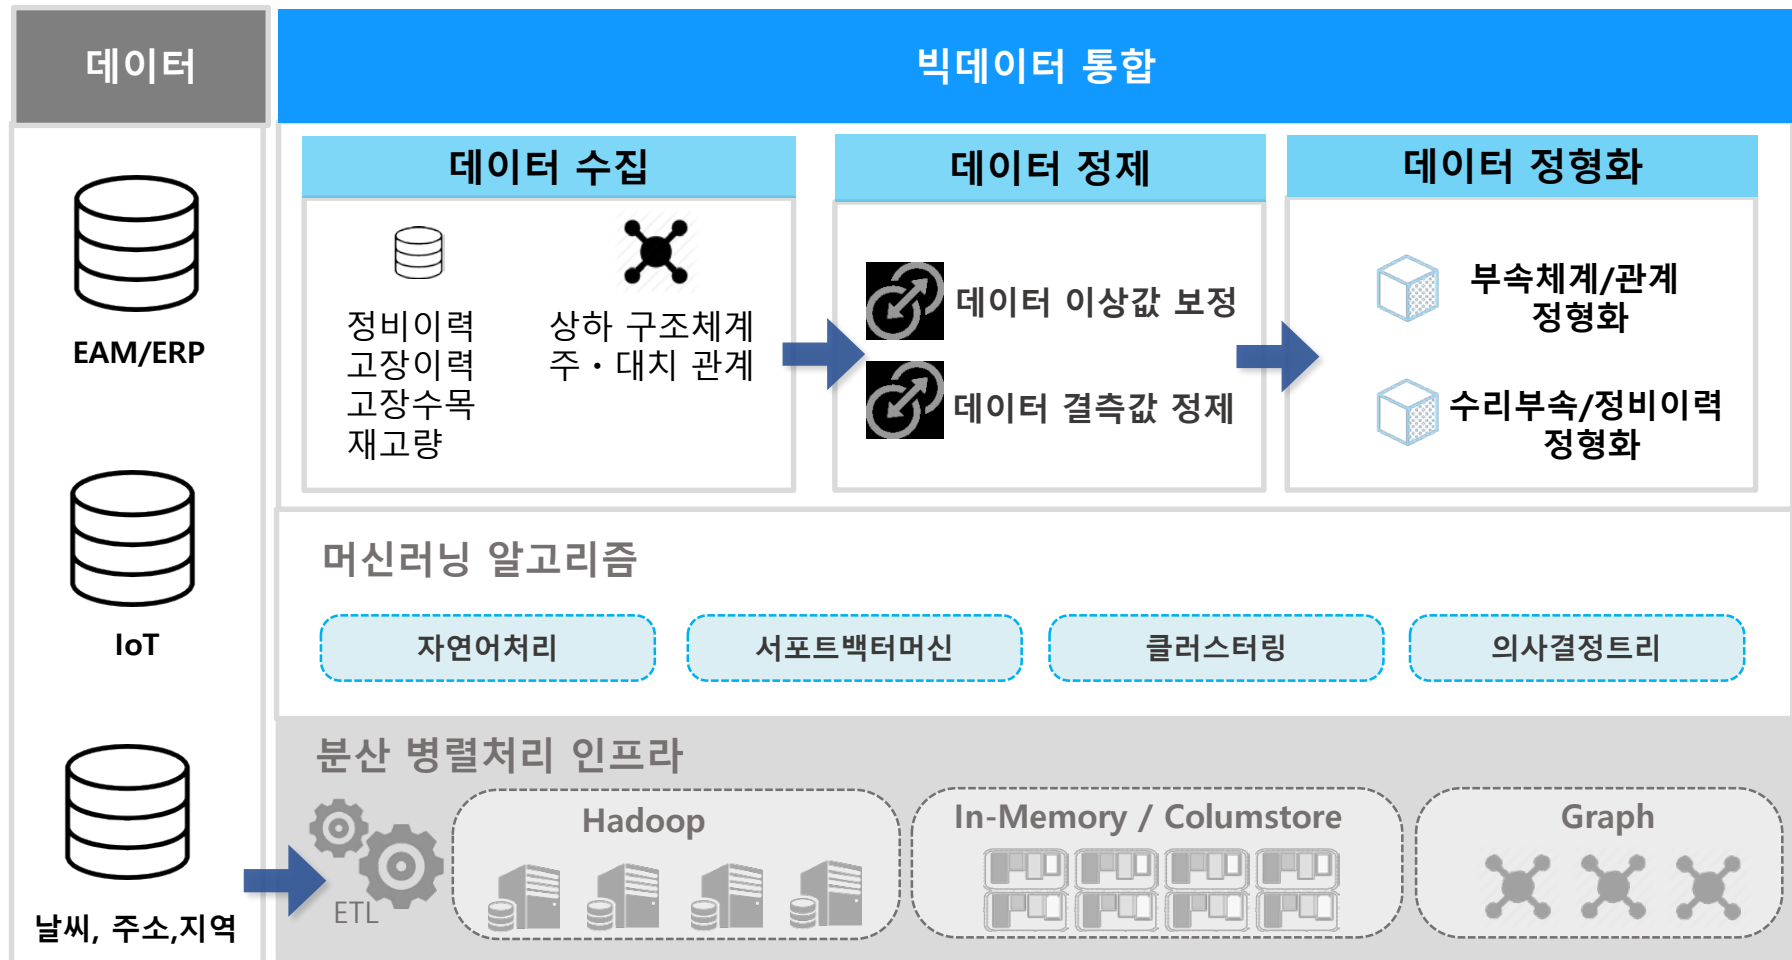 데이터
빅데이터 통합
EAM/ERP
IoT
날씨, 주소,지역
데이터 수집
정비이력
고장이력
고장수목
재고량
상하 구조체계
주・대치 관계
데이터 정제
데이터 이상값 보정
데이터 결측값 정제
데이터 정형화
부속체계/관계
정형화
수리부속/정비이력
정형화
머신러닝 알고리즘
자연어처리
서포트백터머신
클러스터링
의사결정트리
분산 병렬처리 인프라
ETL
Hadoop
In-Memory / Columstore
Graph